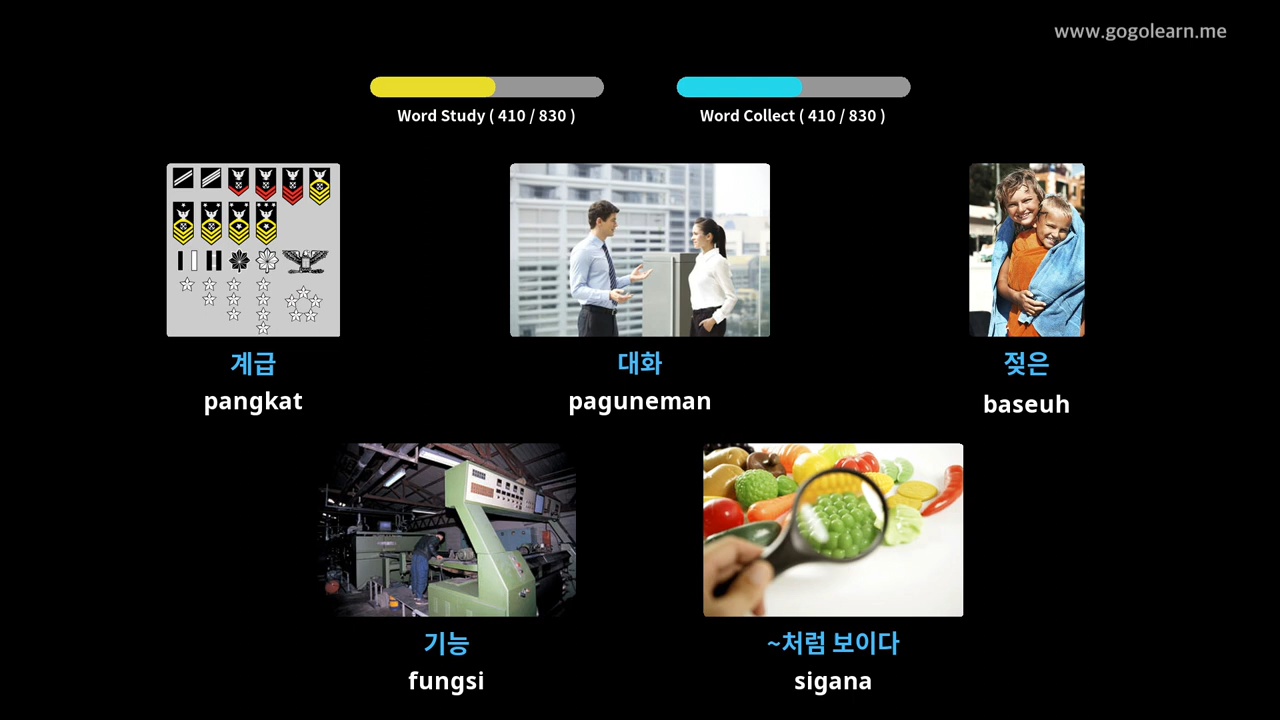 www.gogolearn.me
Word Study ( 410 / 830 )
Word Collect ( 410 / 830 )
계급
pangkat
대화
paguneman
젖은
baseuh
기능
fungsi
~처럼 보이다
sigana